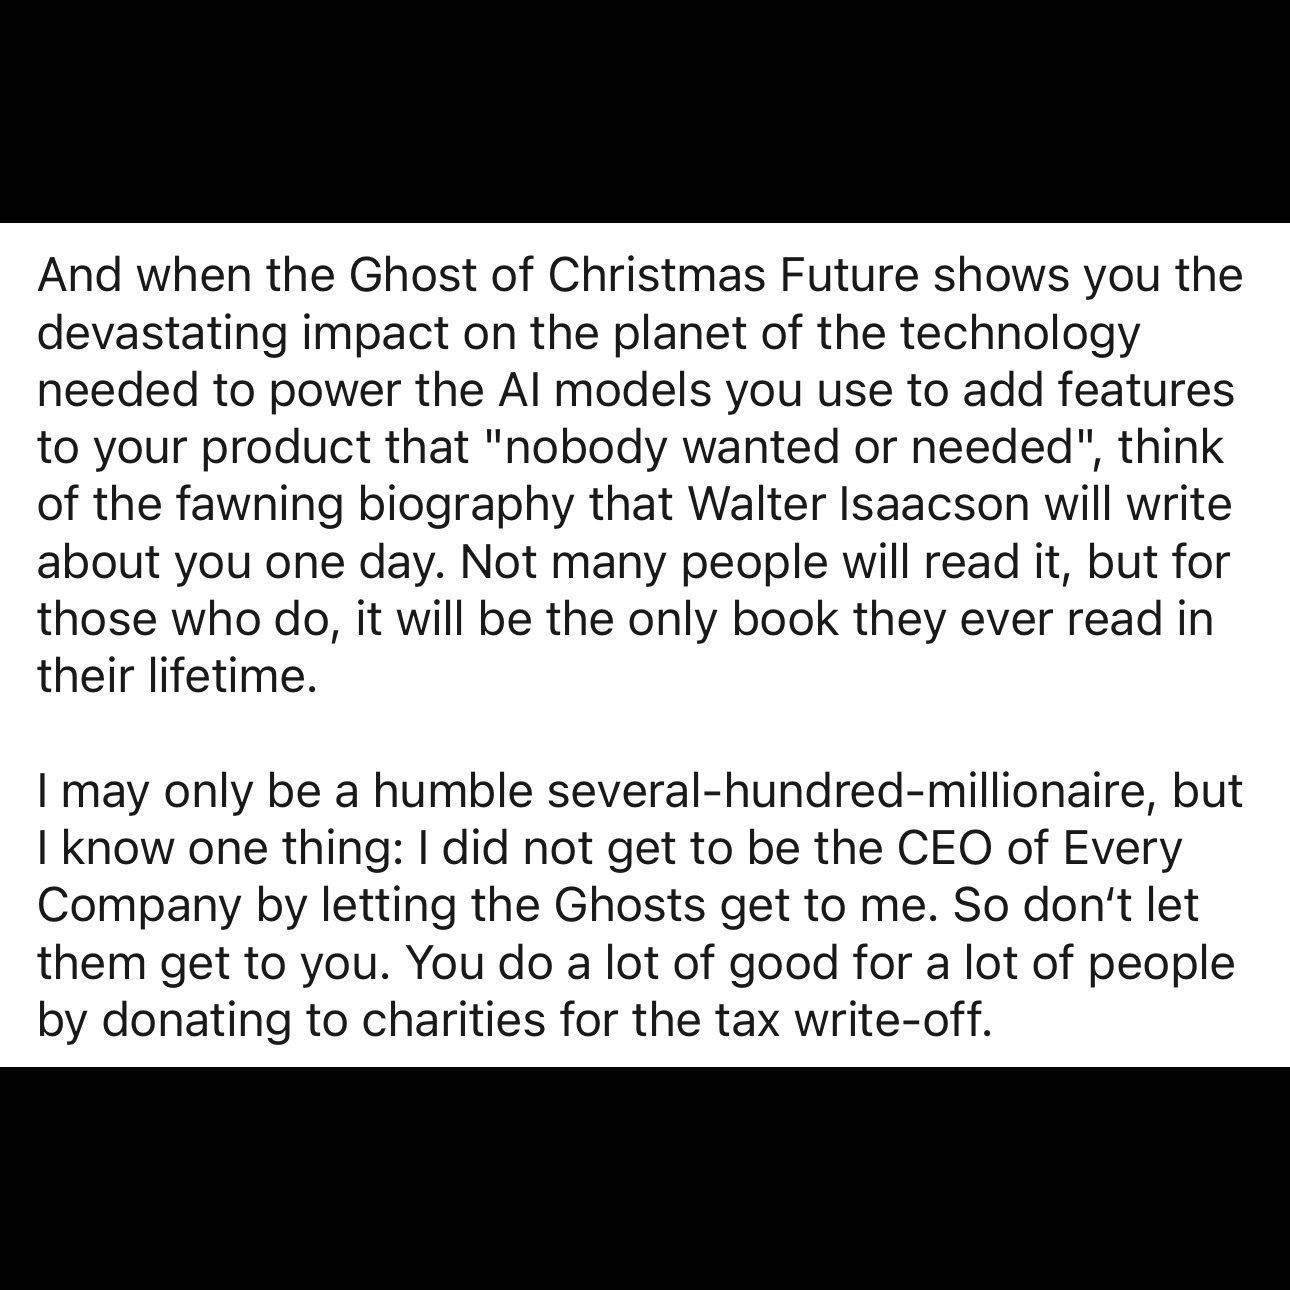 And when the Ghost of Christmas Future shows you the
devastating impact on the planet of the technology
needed to power the AI models you use to add features
to your product that "nobody wanted or needed", think
of the fawning biography that Walter Isaacson will write
about you one day. Not many people will read it, but for
those who do, it will be the only book they ever read in
their lifetime.

I may only be a humble several-hundred-millionaire, but
I know one thing: I did not get to be the CEO of Every
Company by letting the Ghosts get to me. So don‘t let
them get to you. You do a lot of good for a lot of people
by donating to charities for the tax write-off.